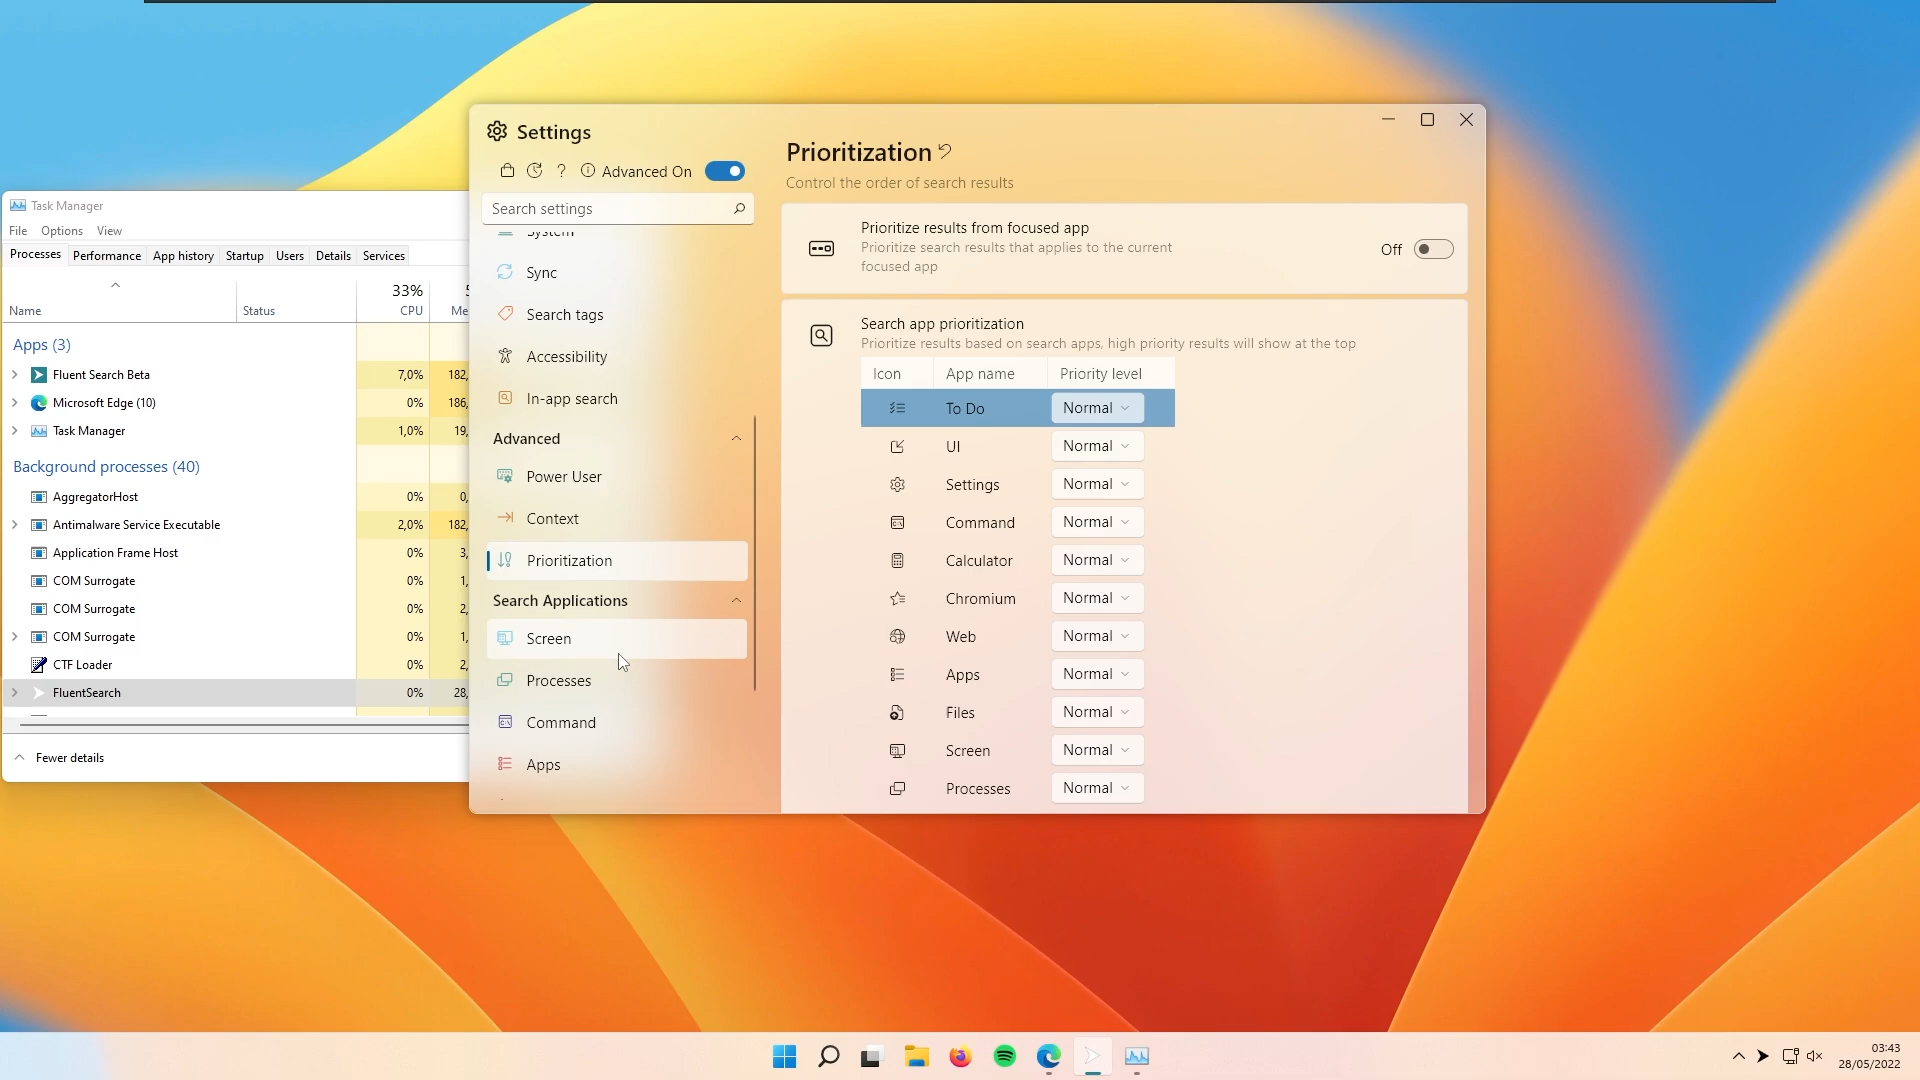 Task Manager
File Options View
Processes Performance App history Startup Users Details Services
33%
Name Status CPU Me
Apps (3)
Fluent Search Beta 7,0% 182,
Microsoft Edge (10) 0% 186,
Task Manager 1,0% 19,
Background processes (40)
AggregatorHost 0% 0,
Antimalware Service Executable 2,0% 182,
Application Frame Host 0% 3,
COM Surrogate 0% 1,
COM Surrogate 0% 2,
COM Surrogate 0% 1,
CTF Loader 0% 2,
FluentSearch 0% 28,
Fewer details
Settings
? Advanced On
Search settings
System
Sync
Search tags
Accessibility
In-app search
Advanced
Power User
Context
Prioritization
Search Applications
Screen
Processes
Command
Apps
Prioritization
Control the order of search results
Prioritize results from focused app
Prioritize search results that applies to the current
focused app
Off
Search app prioritization
Prioritize results based on search apps, high priority results will show at the top
Icon App name Priority level
To Do Normal
UI Normal
Settings Normal
Command Normal
Calculator Normal
Chromium Normal
Web Normal
Apps Normal
Files Normal
Screen Normal
Processes Normal
03:43
28/05/2022